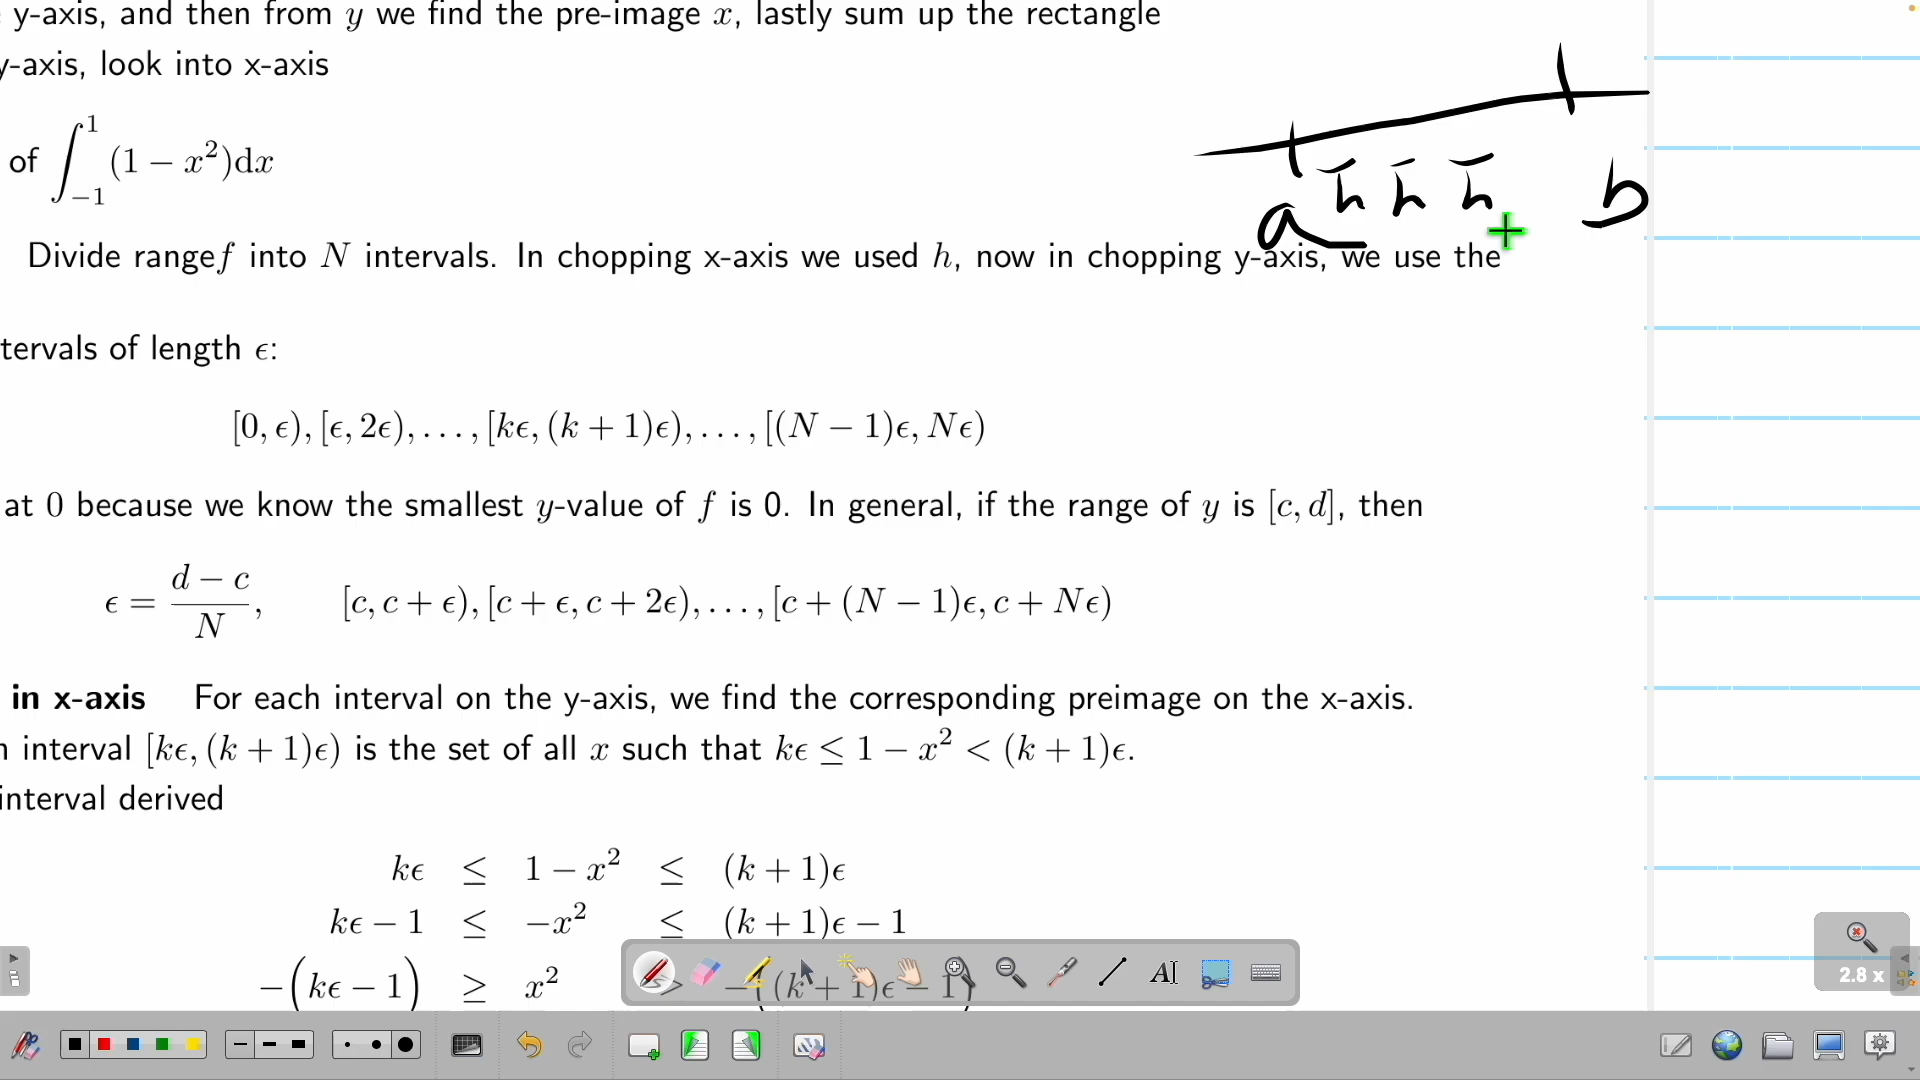 y-axis, and then from y we find the pre-image x, lastly sum up the rectangle
y-axis, look into x-axis
of ∫_{-1}^{1} (1 − x²)dx
a h h h b
Divide rangef into N intervals. In chopping x-axis we used h, now in chopping y-axis, we use the
tervals of length ϵ:
[0, ϵ), [ϵ, 2ϵ), . . . , [kϵ, (k + 1)ϵ), . . . , [(N − 1)ϵ, Nϵ)
at 0 because we know the smallest y-value of f is 0. In general, if the range of y is [c, d], then
ϵ = (d − c)/N, [c, c + ϵ), [c + ϵ, c + 2ϵ), . . . , [c + (N − 1)ϵ, c + Nϵ)
in x-axis For each interval on the y-axis, we find the corresponding preimage on the x-axis.
n interval [kϵ, (k + 1)ϵ) is the set of all x such that kϵ ≤ 1 − x² < (k + 1)ϵ.
interval derived
kϵ ≤ 1 − x² ≤ (k + 1)ϵ
kϵ − 1 ≤ −x² ≤ (k + 1)ϵ − 1
−(kϵ − 1) ≥ x² ≥ −((k + 1)ϵ − 1)
AI
2.8 x